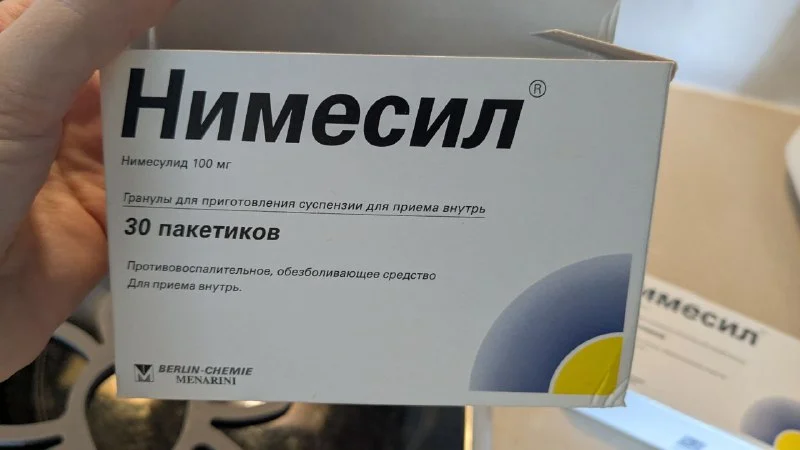 Нимесил®
Нимесулид 100 мг
Гранулы для приготовления суспензии для приема внутрь
30 пакетиков
Противовоспалительное, обезболивающее средство
Для приема внутрь.
BERLIN-CHEMIE
MENARINI
имесил